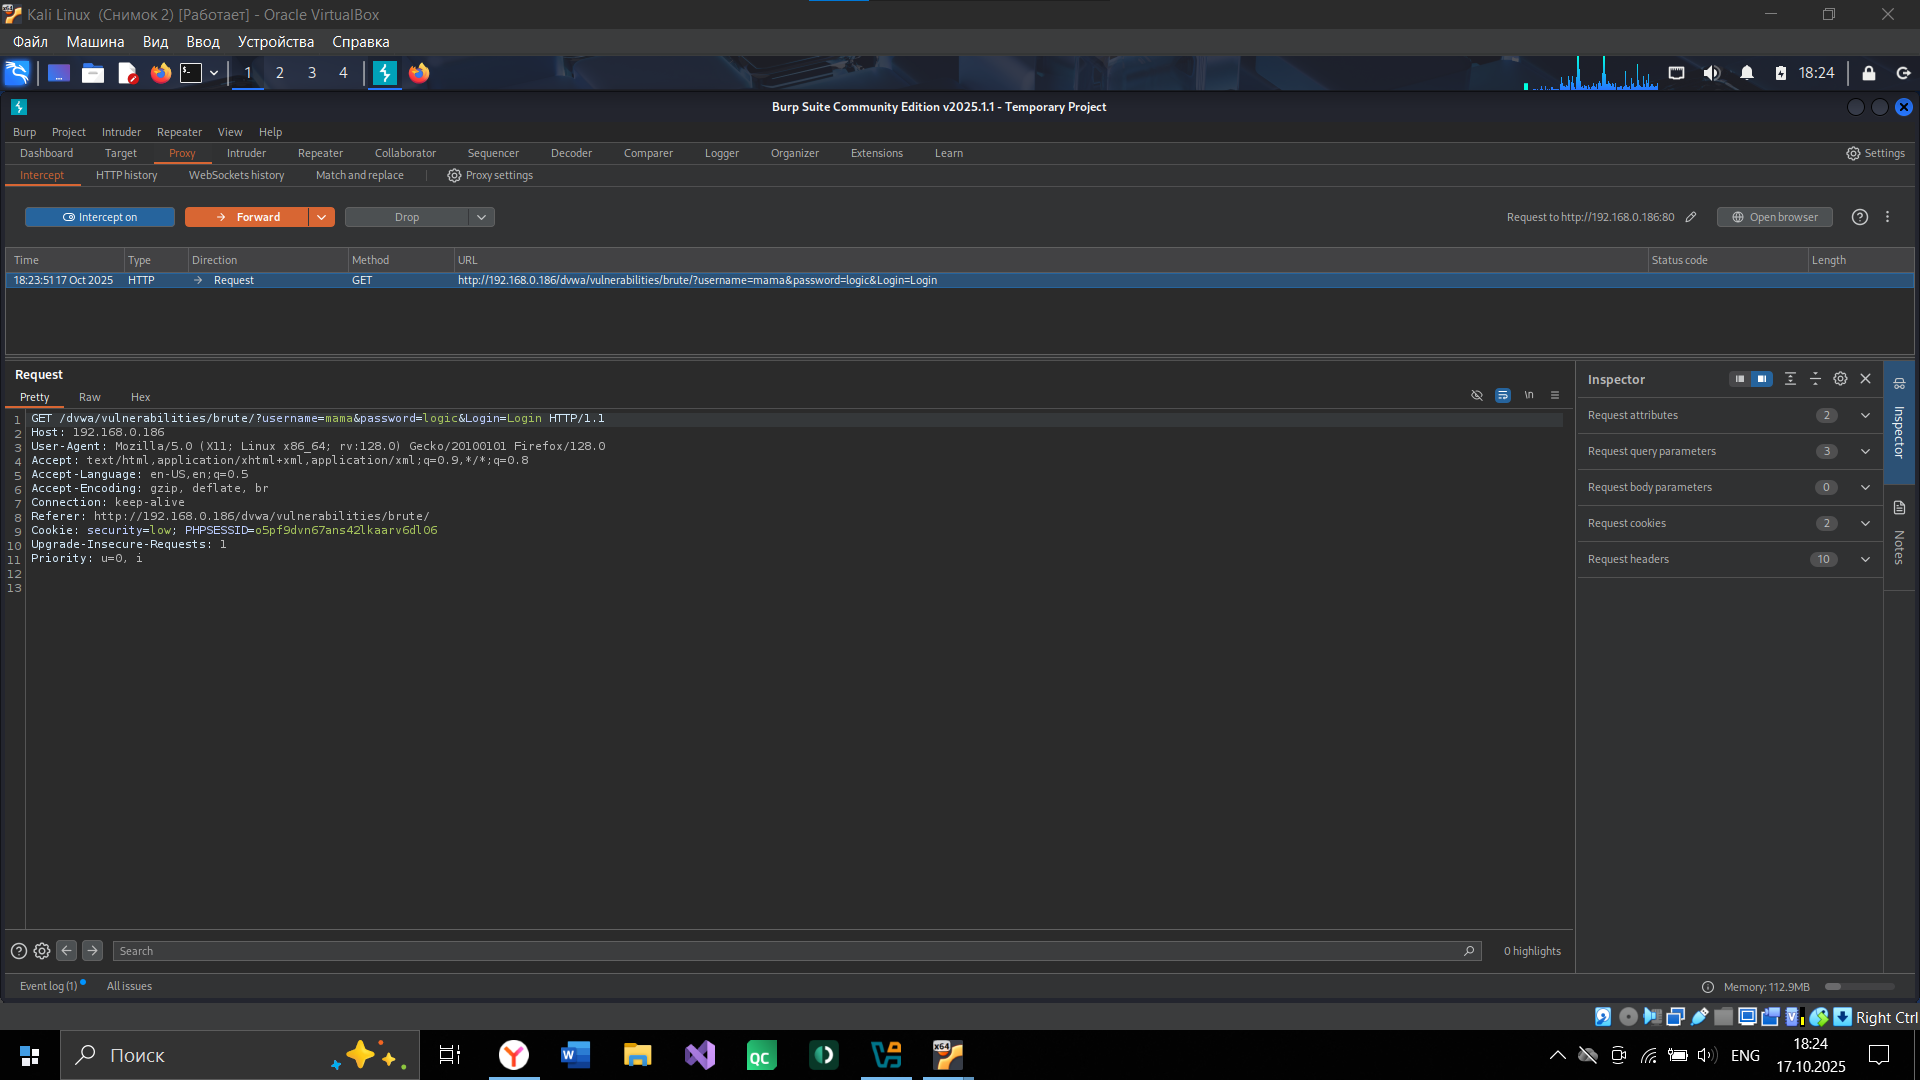 Kali Linux (Снимок 2) [Работает] - Oracle VirtualBox
Файл Машина Вид Ввод Устройства Справка
1 2 3 4 18:24
Burp Suite Community Edition v2025.1.1 - Temporary Project
Burp Project Intruder Repeater View Help
Dashboard Target Proxy Intruder Repeater Collaborator Sequencer Decoder Comparer Logger Organizer Extensions Learn Settings
Intercept HTTP history WebSockets history Match and replace Proxy settings
Intercept on Forward Drop Request to http://192.168.0.186:80 Open browser
Time Type Direction Method URL Status code Length
18:23:51 17 Oct 2025 HTTP Request GET http://192.168.0.186/dvwa/vulnerabilities/brute/?username=mama&password=logic&Login=Login
Request
Pretty Raw Hex
1 GET /dvwa/vulnerabilities/brute/?username=mama&password=logic&Login=Login HTTP/1.1
2 Host: 192.168.0.186
3 User-Agent: Mozilla/5.0 (X11; Linux x86_64; rv:128.0) Gecko/20100101 Firefox/128.0
4 Accept: text/html,application/xhtml+xml,application/xml;q=0.9,*/*;q=0.8
5 Accept-Language: en-US,en;q=0.5
6 Accept-Encoding: gzip, deflate, br
7 Connection: keep-alive
8 Referer: http://192.168.0.186/dvwa/vulnerabilities/brute/
9 Cookie: security=low; PHPSESSID=o5pf9dvn67ans42lkaarv6dl06
10 Upgrade-Insecure-Requests: 1
11 Priority: u=0, i
12
13
Inspector
Request attributes 2
Request query parameters 3
Request body parameters 0
Request cookies 2
Request headers 10
Inspector
Notes
Search 0 highlights
Event log (1) All issues Memory: 112.9MB
Right Ctrl
Поиск
ENG
18:24
17.10.2025